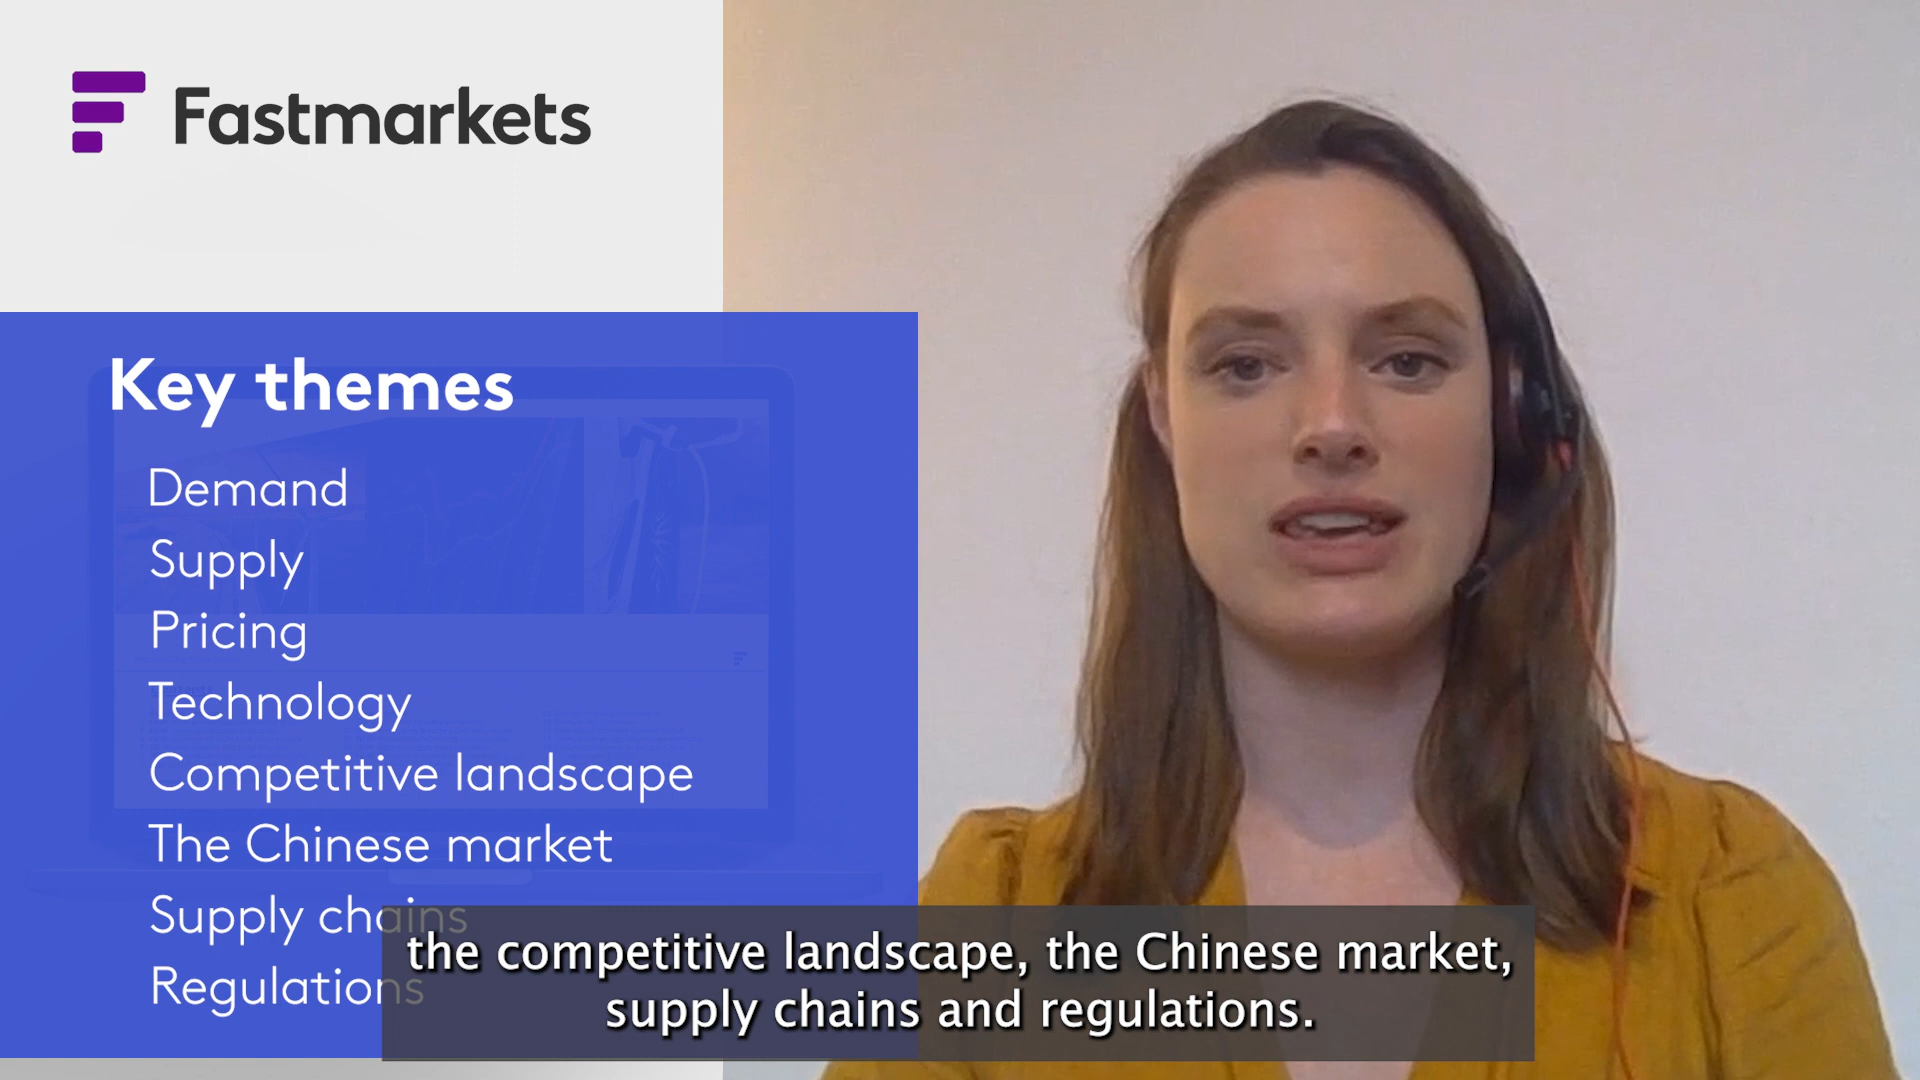 Fastmarkets
Key themes
Demand
Supply
Pricing
Technology
Competitive landscape
The Chinese market
Supply chains
Regulations
the competitive landscape, the Chinese market,
supply chains and regulations.